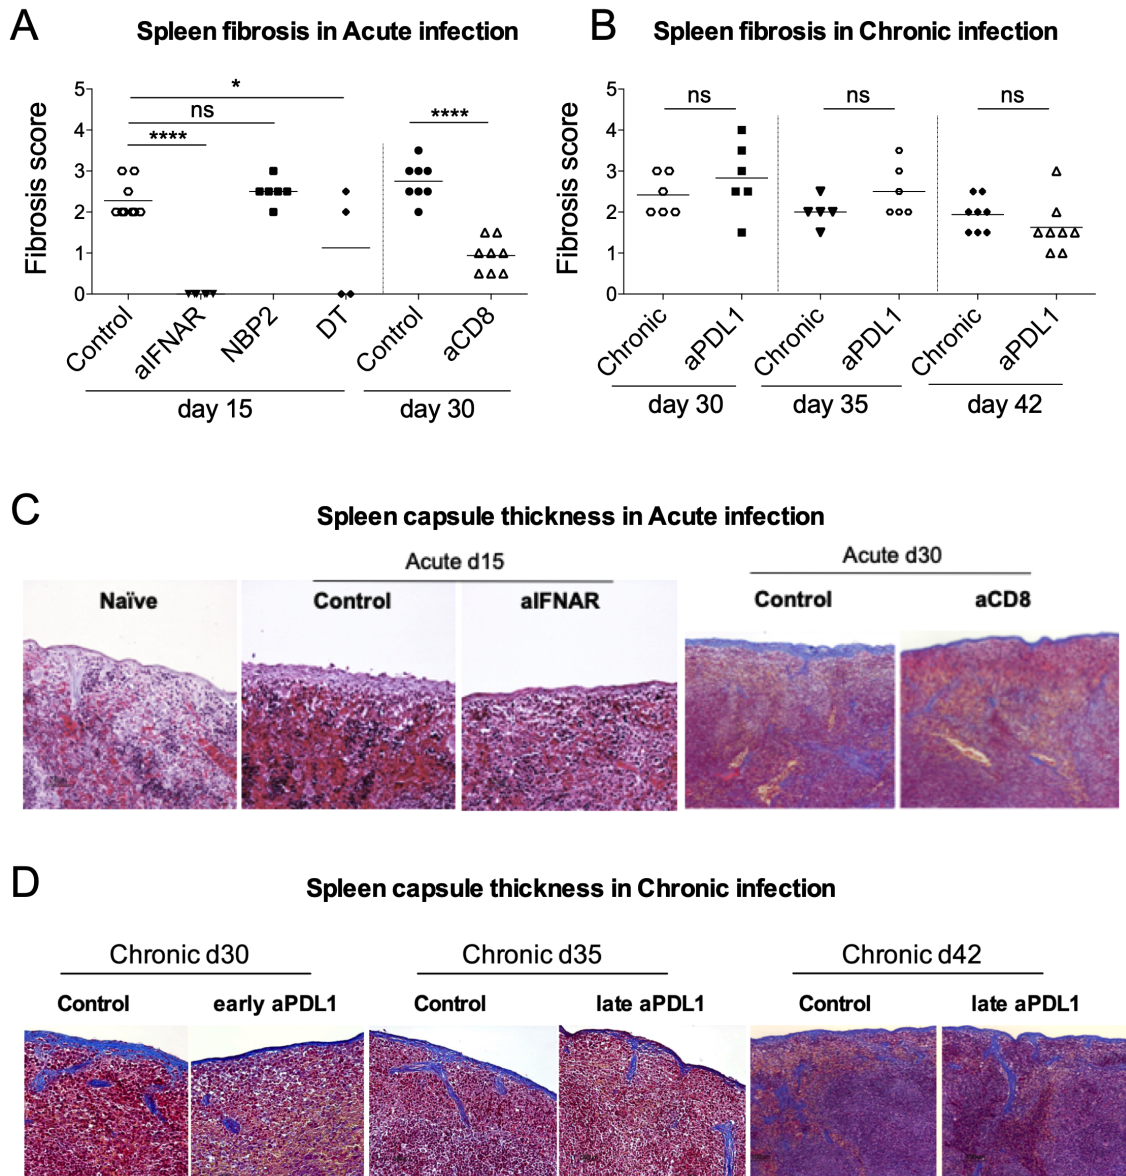 A
Spleen fibrosis in Acute infection
Fibrosis score
5
4
3
2
1
0
*
ns
****
****
Control
aIFNAR
NBP2
DT
Control
aCD8
day 15
day 30
B
Spleen fibrosis in Chronic infection
Fibrosis score
5
4
3
2
1
0
ns
ns
ns
Chronic
aPDL1
Chronic
aPDL1
Chronic
aPDL1
day 30
day 35
day 42
C
Spleen capsule thickness in Acute infection
Acute d15
Acute d30
Naïve
Control
aIFNAR
Control
aCD8
D
Spleen capsule thickness in Chronic infection
Chronic d30
Chronic d35
Chronic d42
Control
early aPDL1
Control
late aPDL1
Control
late aPDL1